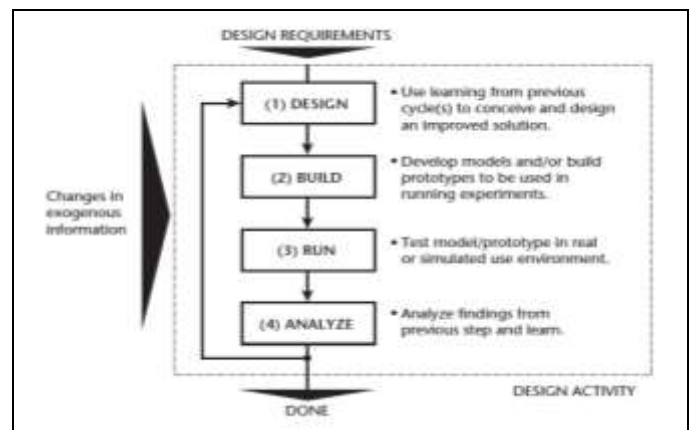 DESIGN REQUIREMENTS
(1) DESIGN
• Use learning from previous
cycle(s) to conceive and design
an improved solution.
(2) BUILD
• Develop models and/or build
prototypes to be used in
running experiments.
Changes in
exogenous
information
(3) RUN
• Test model/prototype in real
or simulated use environment.
(4) ANALYZE
• Analyze findings from
previous step and learn.
DESIGN ACTIVITY
DONE